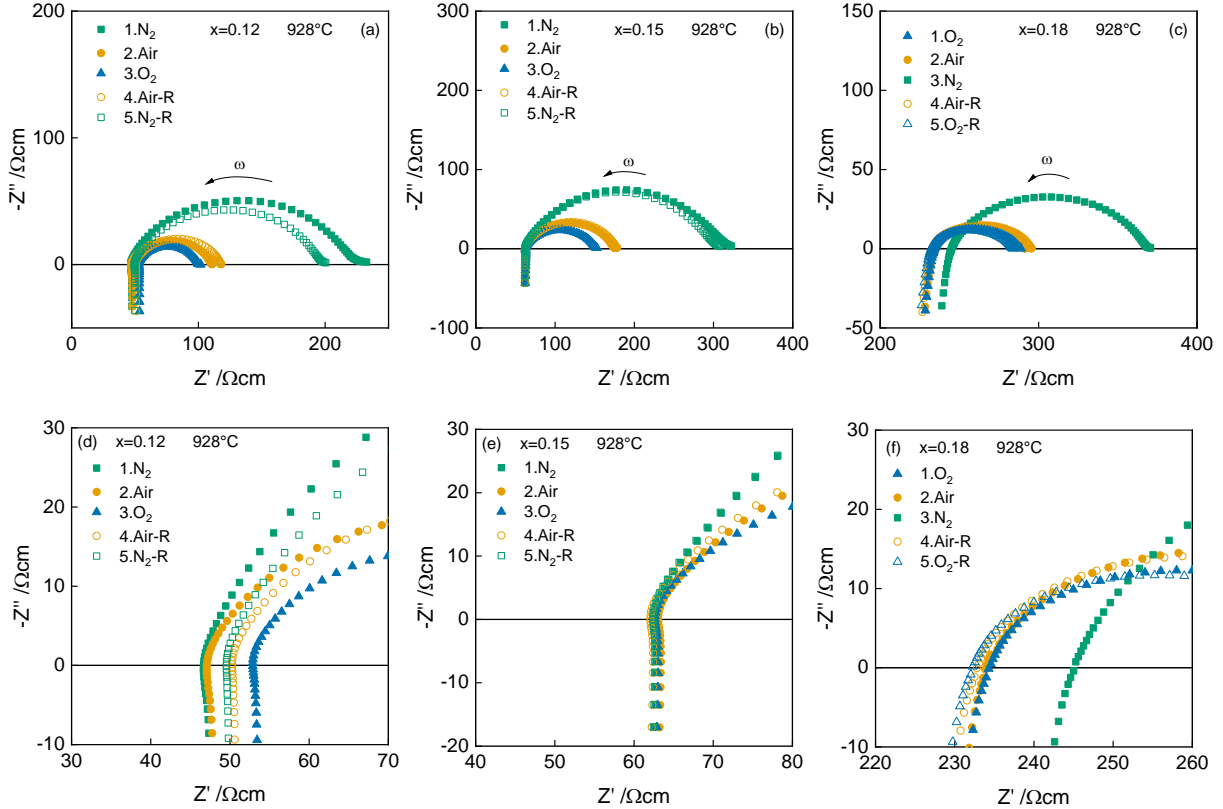 200
100
0
-Z″ /Ωcm
1.N₂
2.Air
3.O₂
4.Air-R
5.N₂-R
x=0.12 928°C (a)
ω
0 100 200
Z' /Ωcm
300
200
100
0
-100
-Z″ /Ωcm
1.N₂
2.Air
3.O₂
4.Air-R
5.N₂-R
x=0.15 928°C (b)
ω
0 100 200 300 400
Z' /Ωcm
150
100
50
0
-50
-Z″ /Ωcm
1.O₂
2.Air
3.N₂
4.Air-R
5.O₂-R
x=0.18 928°C (c)
ω
200 300 400
Z' /Ωcm
30
20
10
0
-10
-Z″ /Ωcm
(d) x=0.12 928°C
1.N₂
2.Air
3.O₂
4.Air-R
5.N₂-R
30 40 50 60 70
Z' /Ωcm
30
20
10
0
-10
-20
-Z″ /Ωcm
(e) x=0.15 928°C
1.N₂
2.Air
3.O₂
4.Air-R
5.N₂-R
40 50 60 70 80
Z' /Ωcm
30
20
10
0
-10
-Z″ /Ωcm
(f) x=0.18 928°C
1.O₂
2.Air
3.N₂
4.Air-R
5.O₂-R
220 230 240 250 260
Z' /Ωcm